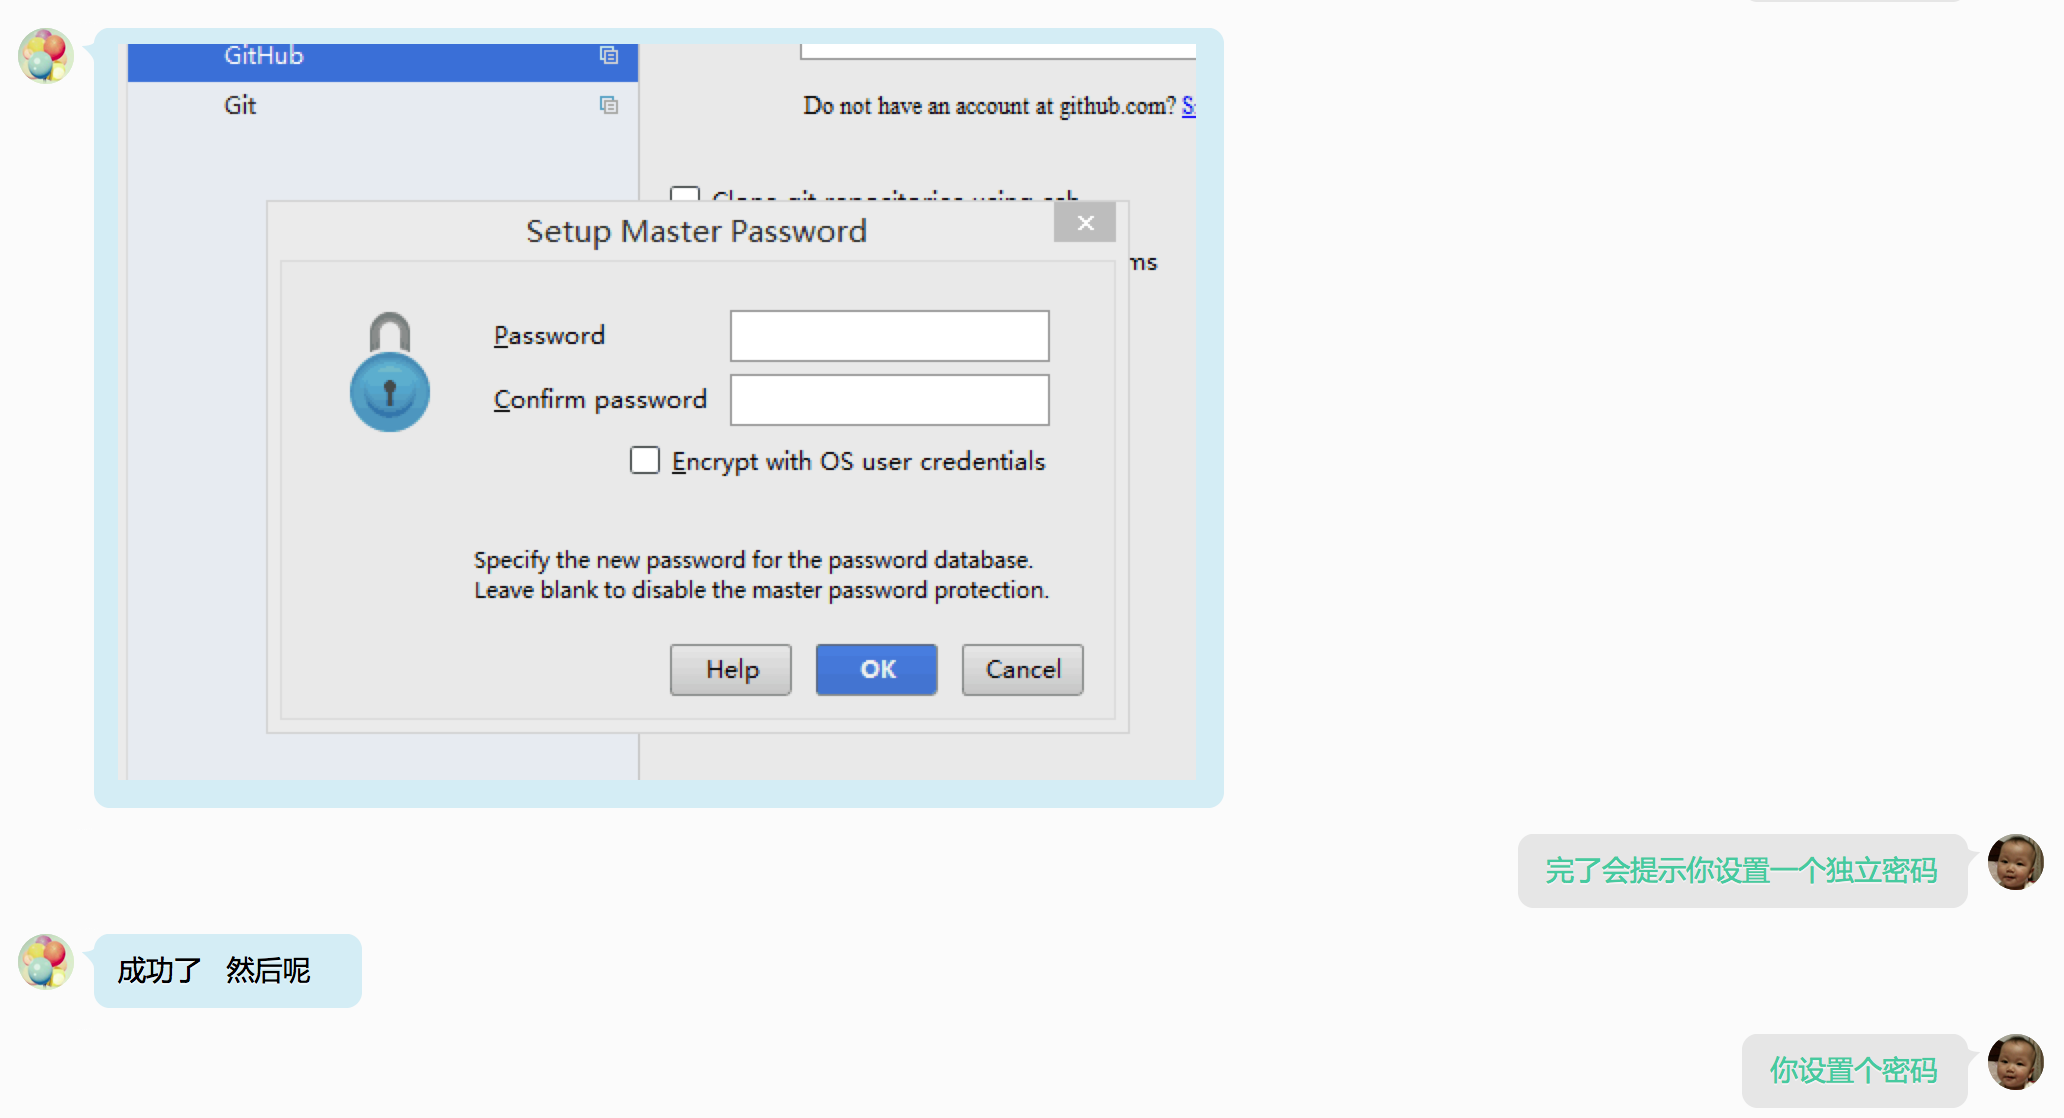 GitHub
Git
Do not have an account at github.com?
Clone git repositories using ssh
Setup Master Password
ms
Password
Confirm password
Encrypt with OS user credentials
Specify the new password for the password database.
Leave blank to disable the master password protection.
Help
OK
Cancel
完了会提示你设置一个独立密码
成功了 然后呢
你设置个密码